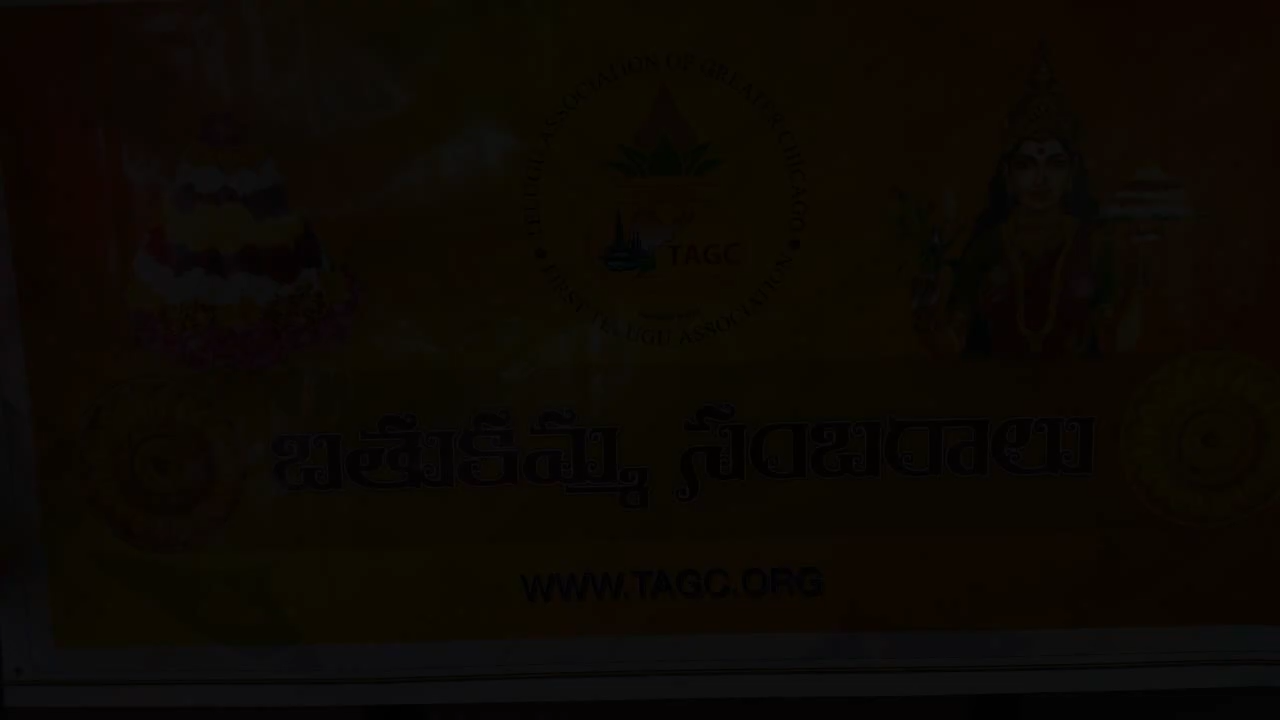 TELUGU ASSOCIATION OF GREATER CHICAGO
TAGC
FIRST TELUGU ASSOCIATION
బతుకమ్మ సంబరాలు
WWW.TAGC.ORG